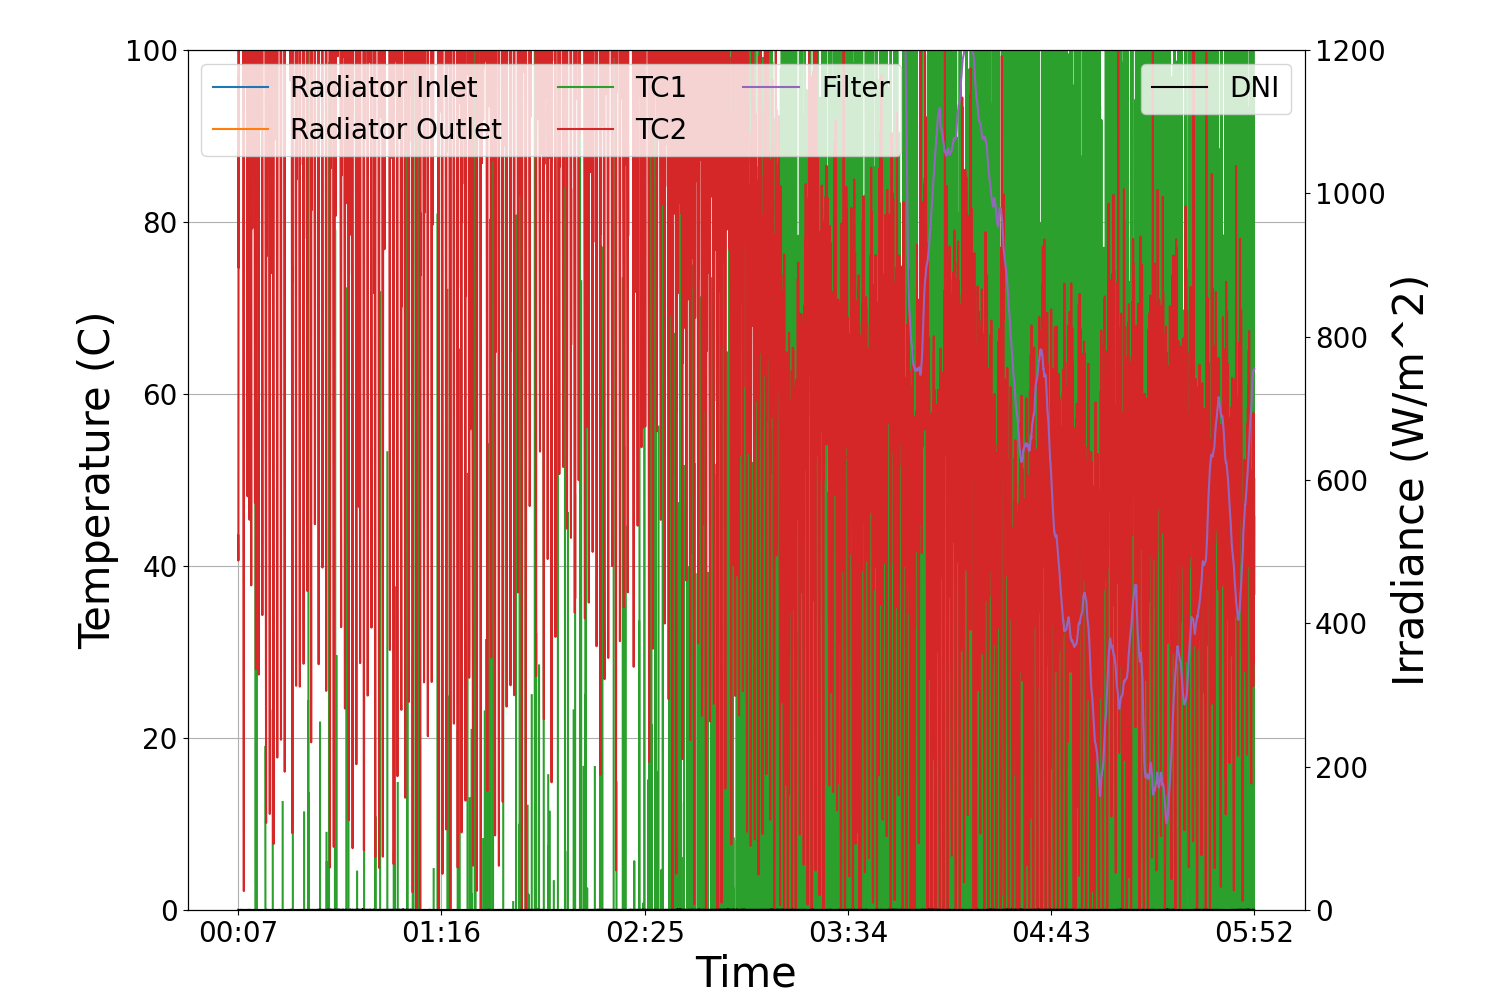 100
80
60
40
20
0
Temperature (C)
Radiator Inlet
Radiator Outlet
TC1
TC2
Filter
DNI
1200
1000
800
600
400
200
0
Irradiance (W/m^2)
00:07
01:16
02:25
03:34
04:43
05:52
Time